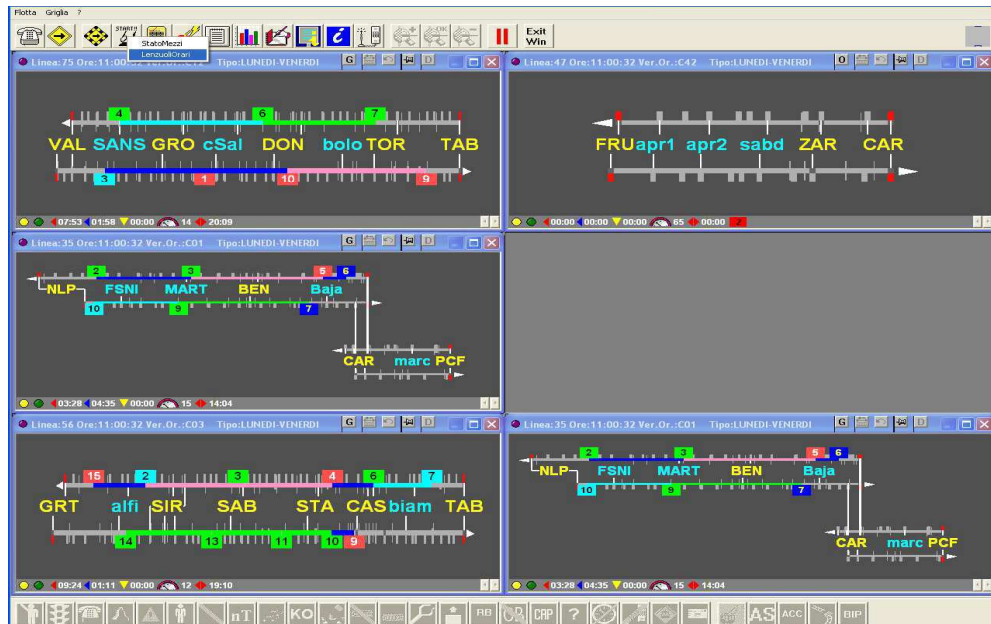 Flotta Griglia ?
START!!
StatoMezzi
LenzuoliOrari
i
Exit
Win
Tipo:LUNEDI-VENERDI G D
4 6 7
VAL SANS GRO cSal DON bolo TOR TAB
3 1 10 9
07:53 01:58 00:00 14 20:09
Linea:47 Ore:11:00:32 Ver.Or.:C42 Tipo:LUNEDI-VENERDI O D
FRU apr1 apr2 sabd ZAR CAR
00:00 00:00 00:00 65 00:00 2
Linea:35 Ore:11:00:32 Ver.Or.:C01 Tipo:LUNEDI-VENERDI G D
2 3 5 6
NLP FSNI MART BEN Baja
10 9 7
CAR marc PCF
03:28 04:35 00:00 15 14:04
Linea:56 Ore:11:00:32 Ver.Or.:C03 Tipo:LUNEDI-VENERDI G D
15 2 3 4 6 7
GRT alfi SIR SAB STA CAS biam TAB
14 13 11 10 9
09:24 01:11 00:00 12 19:10
Linea:35 Ore:11:00:32 Ver.Or.:C01 Tipo:LUNEDI-VENERDI G D
2 3 5 6
NLP FSNI MART BEN Baja
10 9 7
CAR marc PCF
03:28 04:35 00:00 15 14:04
nT KO RB CAP ? AS ACC BIP